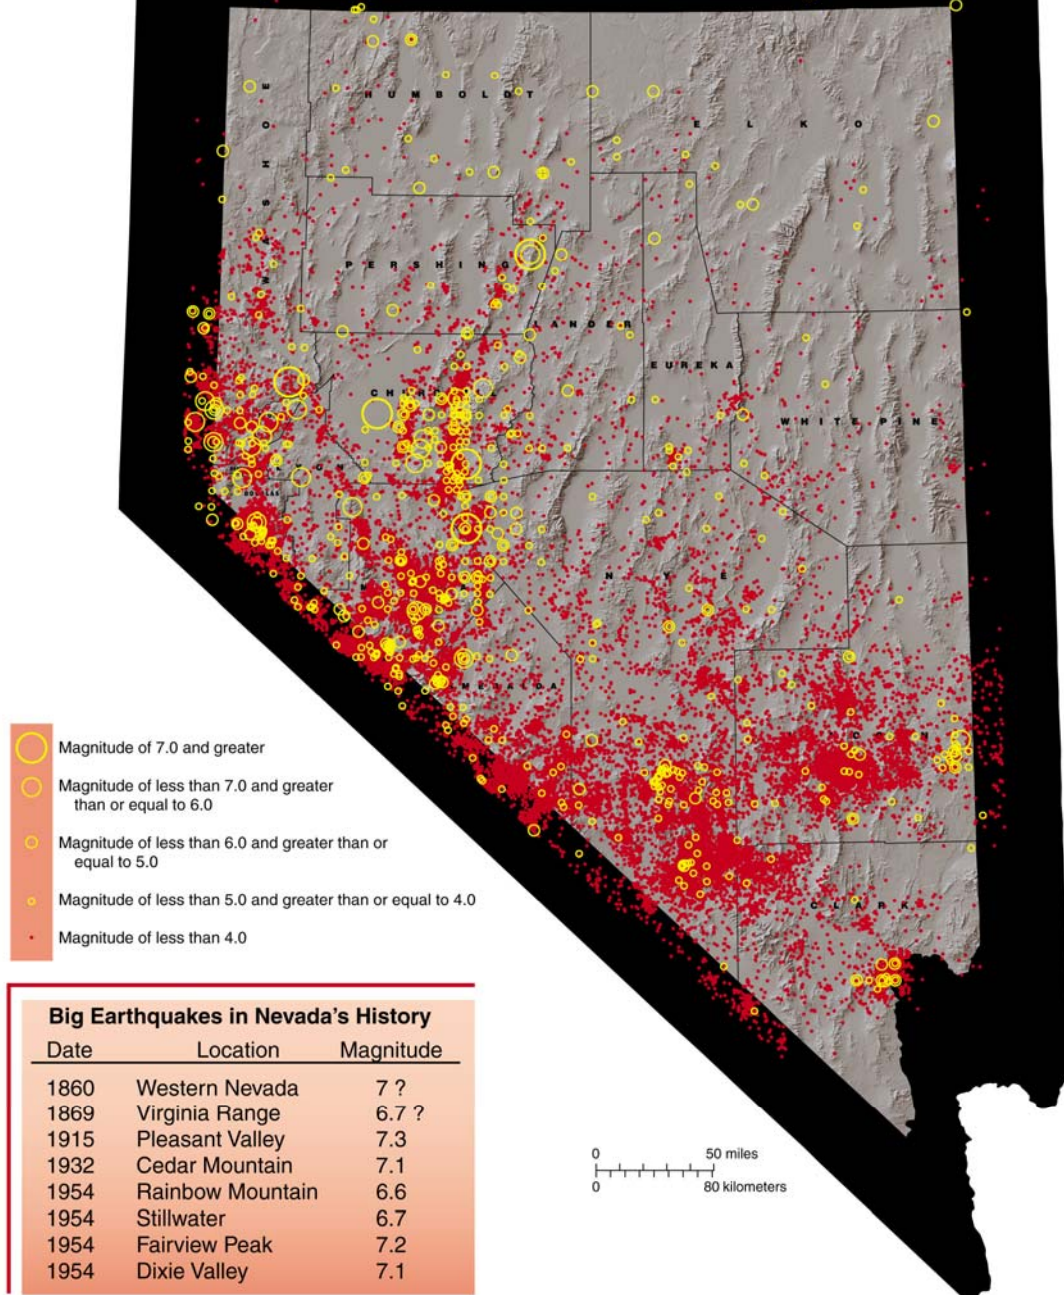 HUMBOLDT
ELKO
WASHOE
PERSHING
LANDER
EUREKA
WHITE PINE
NYE
CLARK
Magnitude of 7.0 and greater
Magnitude of less than 7.0 and greater
than or equal to 6.0
Magnitude of less than 6.0 and greater than or
equal to 5.0
Magnitude of less than 5.0 and greater than or equal to 4.0
Magnitude of less than 4.0
Big Earthquakes in Nevada's History
Date Location Magnitude
1860 Western Nevada 7 ?
1869 Virginia Range 6.7 ?
1915 Pleasant Valley 7.3
1932 Cedar Mountain 7.1
1954 Rainbow Mountain 6.6
1954 Stillwater 6.7
1954 Fairview Peak 7.2
1954 Dixie Valley 7.1
0 50 miles
0 80 kilometers